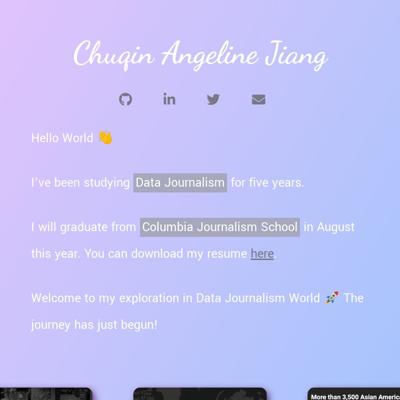 Chuqin Angeline Jiang
Hello World 👋
I've been studying Data Journalism for five years.
I will graduate from Columbia Journalism School in August
this year. You can download my resume here.
Welcome to my exploration in Data Journalism World 🚀 The
journey has just begun!
More than 3,500 Asian